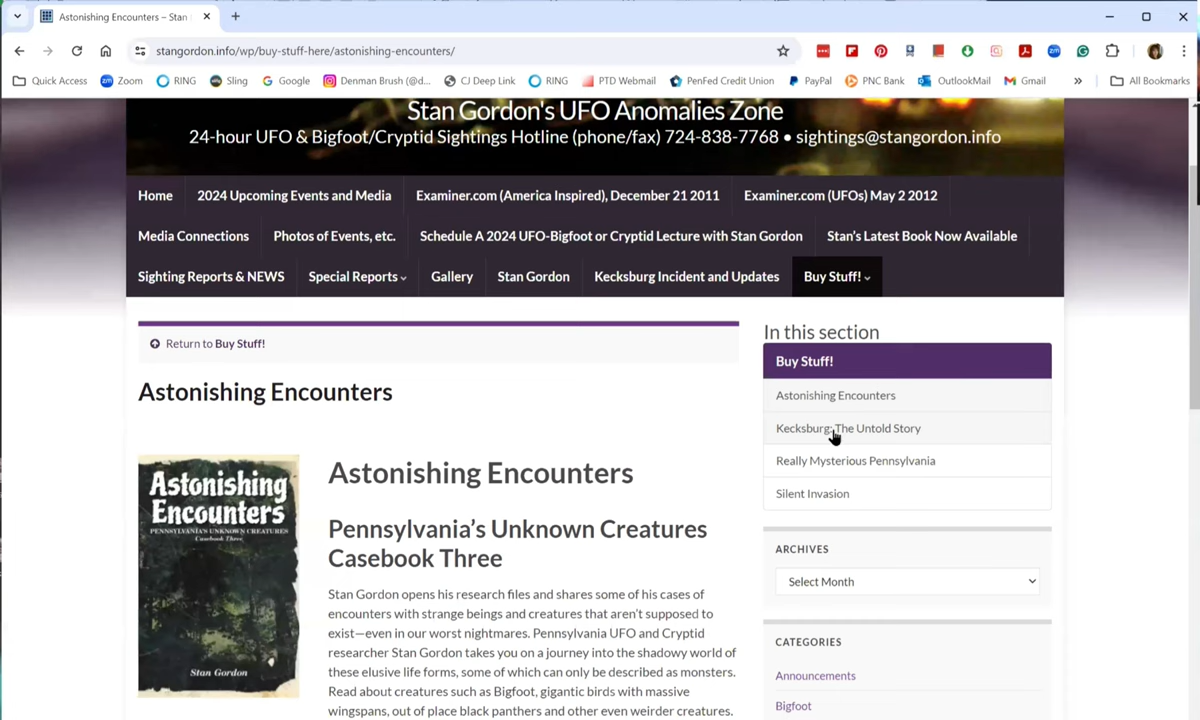 Astonishing Encounters – Stan
stangordon.info/wp/buy-stuff-here/astonishing-encounters/
Quick Access
Zoom
RING
Sling
Google
Denman Brush (@d...
CJ Deep Link
RING
PTD Webmail
PenFed Credit Union
PayPal
PNC Bank
OutlookMail
Gmail
All Bookmarks
Stan Gordon's UFO Anomalies Zone
24-hour UFO & Bigfoot/Cryptid Sightings Hotline (phone/fax) 724-838-7768 • sightings@stangordon.info
Home
2024 Upcoming Events and Media
Examiner.com (America Inspired), December 21 2011
Examiner.com (UFOs) May 2 2012
Media Connections
Photos of Events, etc.
Schedule A 2024 UFO-Bigfoot or Cryptid Lecture with Stan Gordon
Stan's Latest Book Now Available
Sighting Reports & NEWS
Special Reports
Gallery
Stan Gordon
Kecksburg Incident and Updates
Buy Stuff!
Return to Buy Stuff!
Astonishing Encounters
Astonishing
Encounters
PENNSYLVANIA'S UNKNOWN CREATURES
Casebook Three
Stan Gordon
Astonishing Encounters
Pennsylvania's Unknown Creatures
Casebook Three
Stan Gordon opens his research files and shares some of his cases of
encounters with strange beings and creatures that aren't supposed to
exist—even in our worst nightmares. Pennsylvania UFO and Cryptid
researcher Stan Gordon takes you on a journey into the shadowy world of
these elusive life forms, some of which can only be described as monsters.
Read about creatures such as Bigfoot, gigantic birds with massive
wingspans, out of place black panthers and other even weirder creatures.
In this section
Buy Stuff!
Astonishing Encounters
Kecksburg: The Untold Story
Really Mysterious Pennsylvania
Silent Invasion
ARCHIVES
Select Month
CATEGORIES
Announcements
Bigfoot